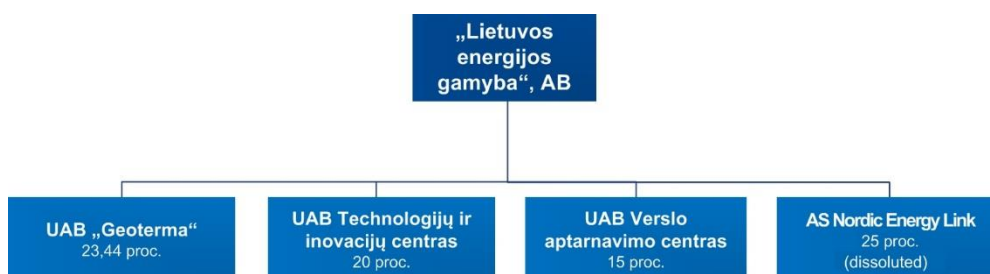 „Lietuvos
energijos
gamyba“, AB
UAB „Geoterma“
23,44 proc.
UAB Technologijų ir
inovacijų centras
20 proc.
UAB Verslo
aptarnavimo centras
15 proc.
AS Nordic Energy Link
25 proc.
(dissoluted)